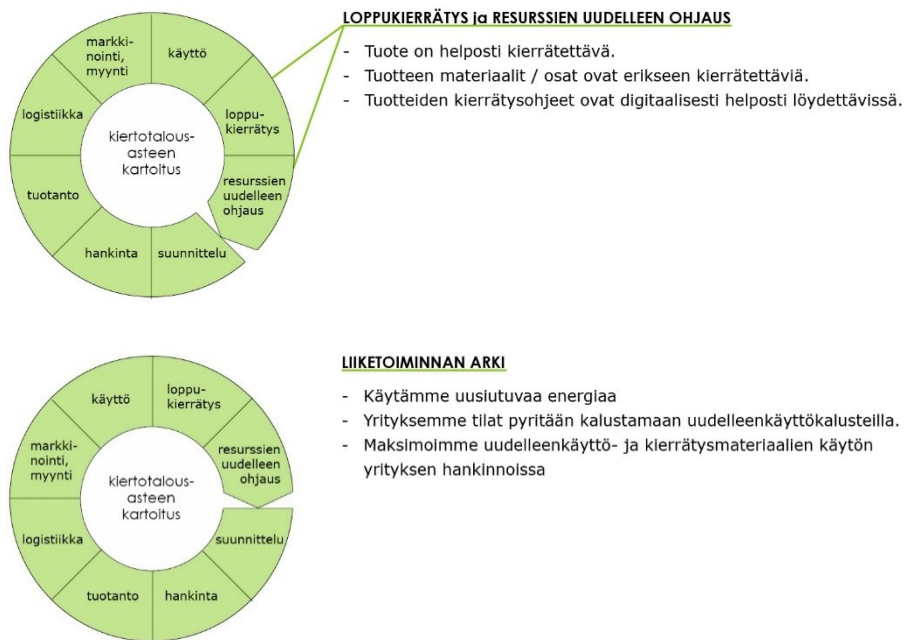 LOPPUKIERRÄTYS ja RESURSSIEN UUDELLEEN OHJAUS
- Tuote on helposti kierrätettävä.
- Tuotteen materiaalit / osat ovat erikseen kierrätettäviä.
- Tuotteiden kierrätysohjeet ovat digitaalisesti helposti löydettävissä.
markki-
nointi,
myynti
käyttö
loppu-
kierrätys
resurssien
uudelleen
ohjaus
suunnittelu
hankinta
tuotanto
logistiikka
kiertotalous-
asteen
kartoitus
LIIKETOIMINNAN ARKI
- Käytämme uusiutuvaa energiaa
- Yrityksemme tilat pyritään kalustamaan uudelleenkäyttökalusteilla.
- Maksimoimme uudelleenkäyttö- ja kierrätysmateriaalien käytön
yrityksen hankinnoissa
käyttö
loppu-
kierrätys
resurssien
uudelleen
ohjaus
suunnittelu
hankinta
tuotanto
logistiikka
markki-
nointi,
myynti
kiertotalous-
asteen
kartoitus